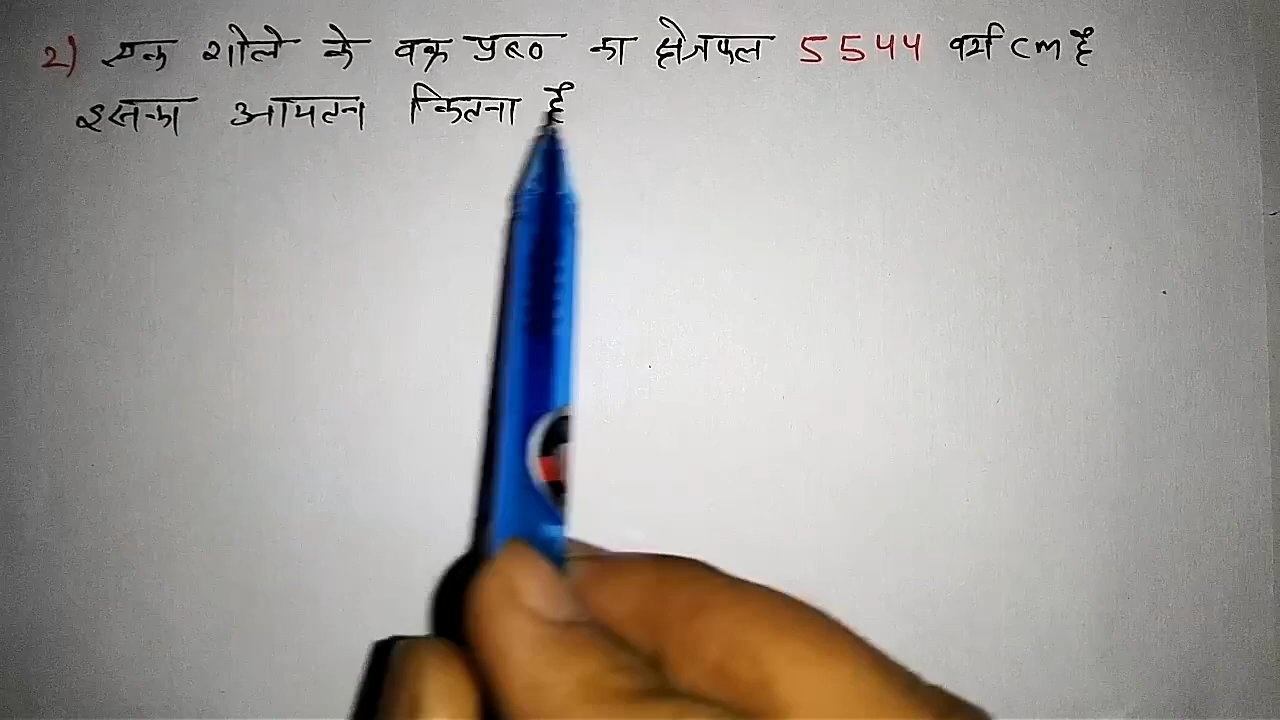 2) एक गोले के वक्र पृष्ठ का क्षेत्रफल 5544 वर्ग cm है
इसका आयतन कितना है